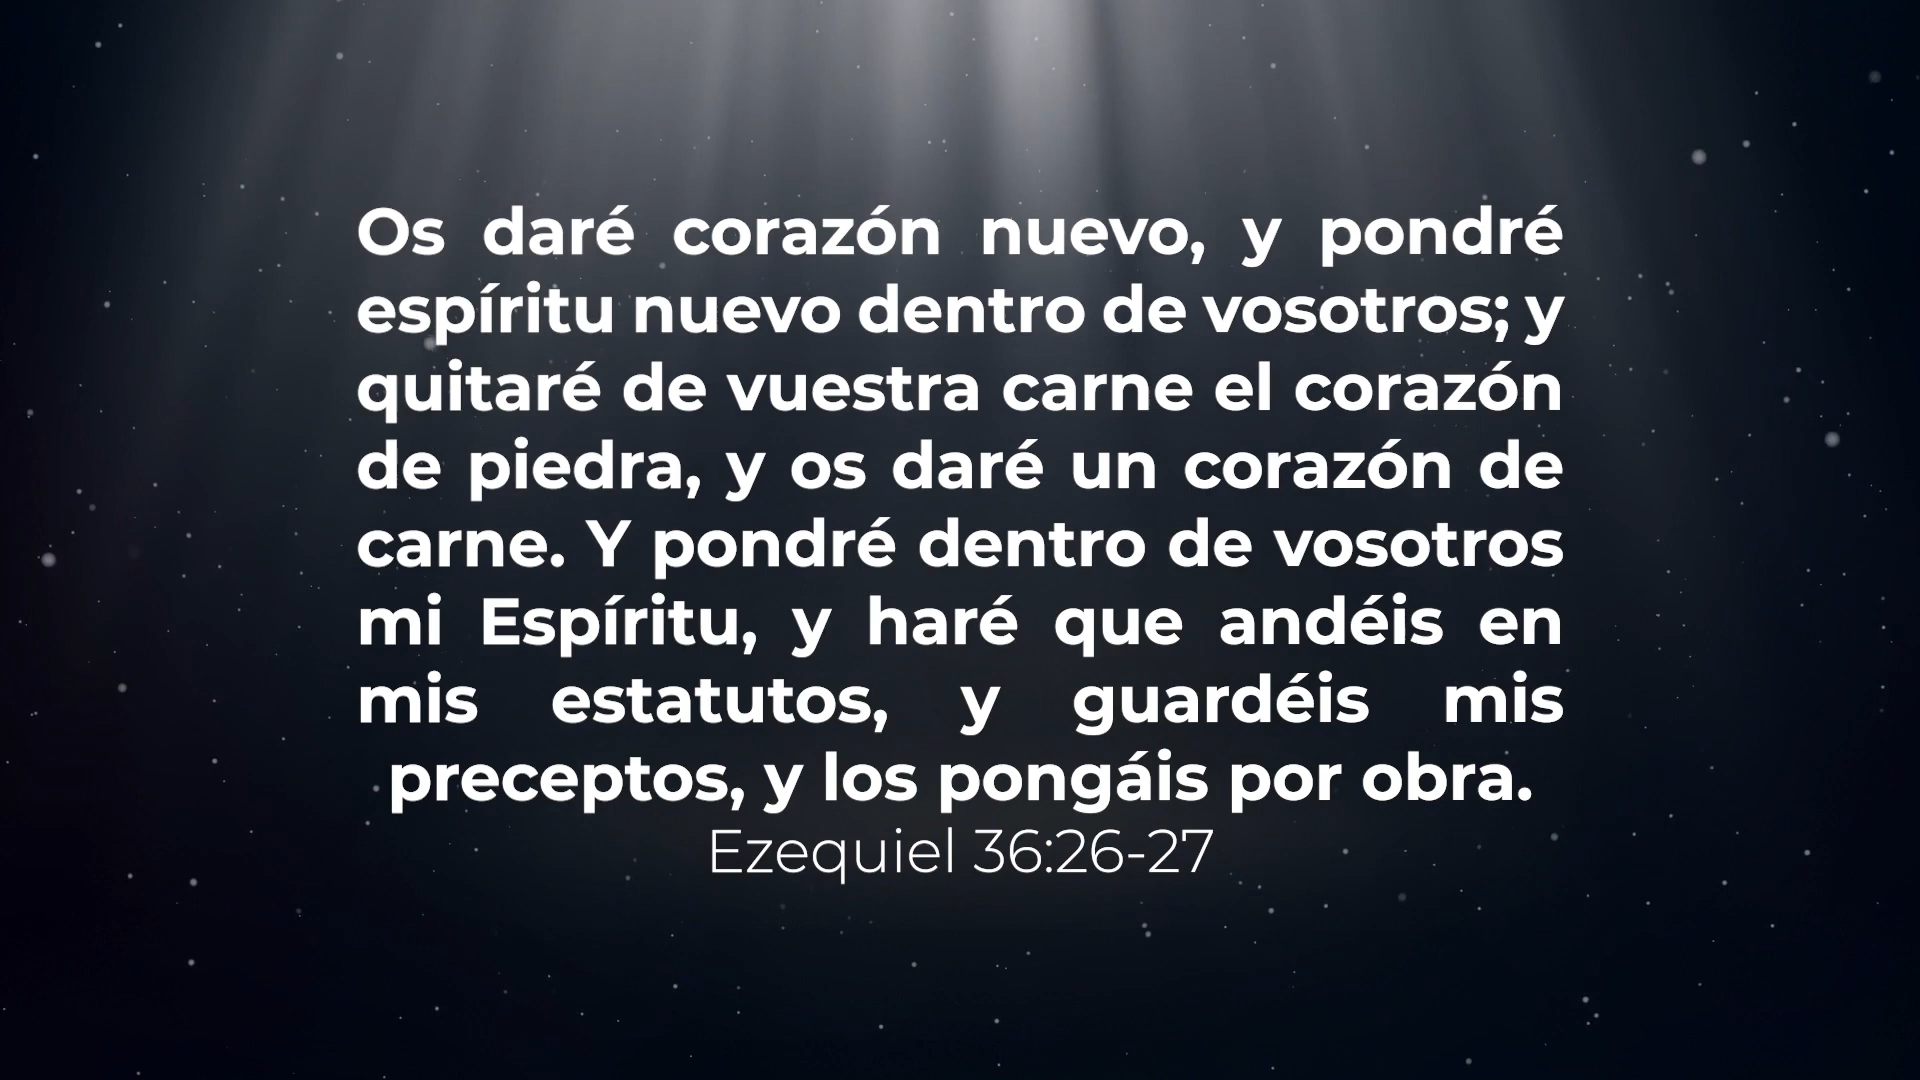 Os daré corazón nuevo, y pondré
espíritu nuevo dentro de vosotros; y
quitaré de vuestra carne el corazón
de piedra, y os daré un corazón de
carne. Y pondré dentro de vosotros
mi Espíritu, y haré que andéis en
mis estatutos, y guardéis mis
preceptos, y los pongáis por obra.
Ezequiel 36:26-27